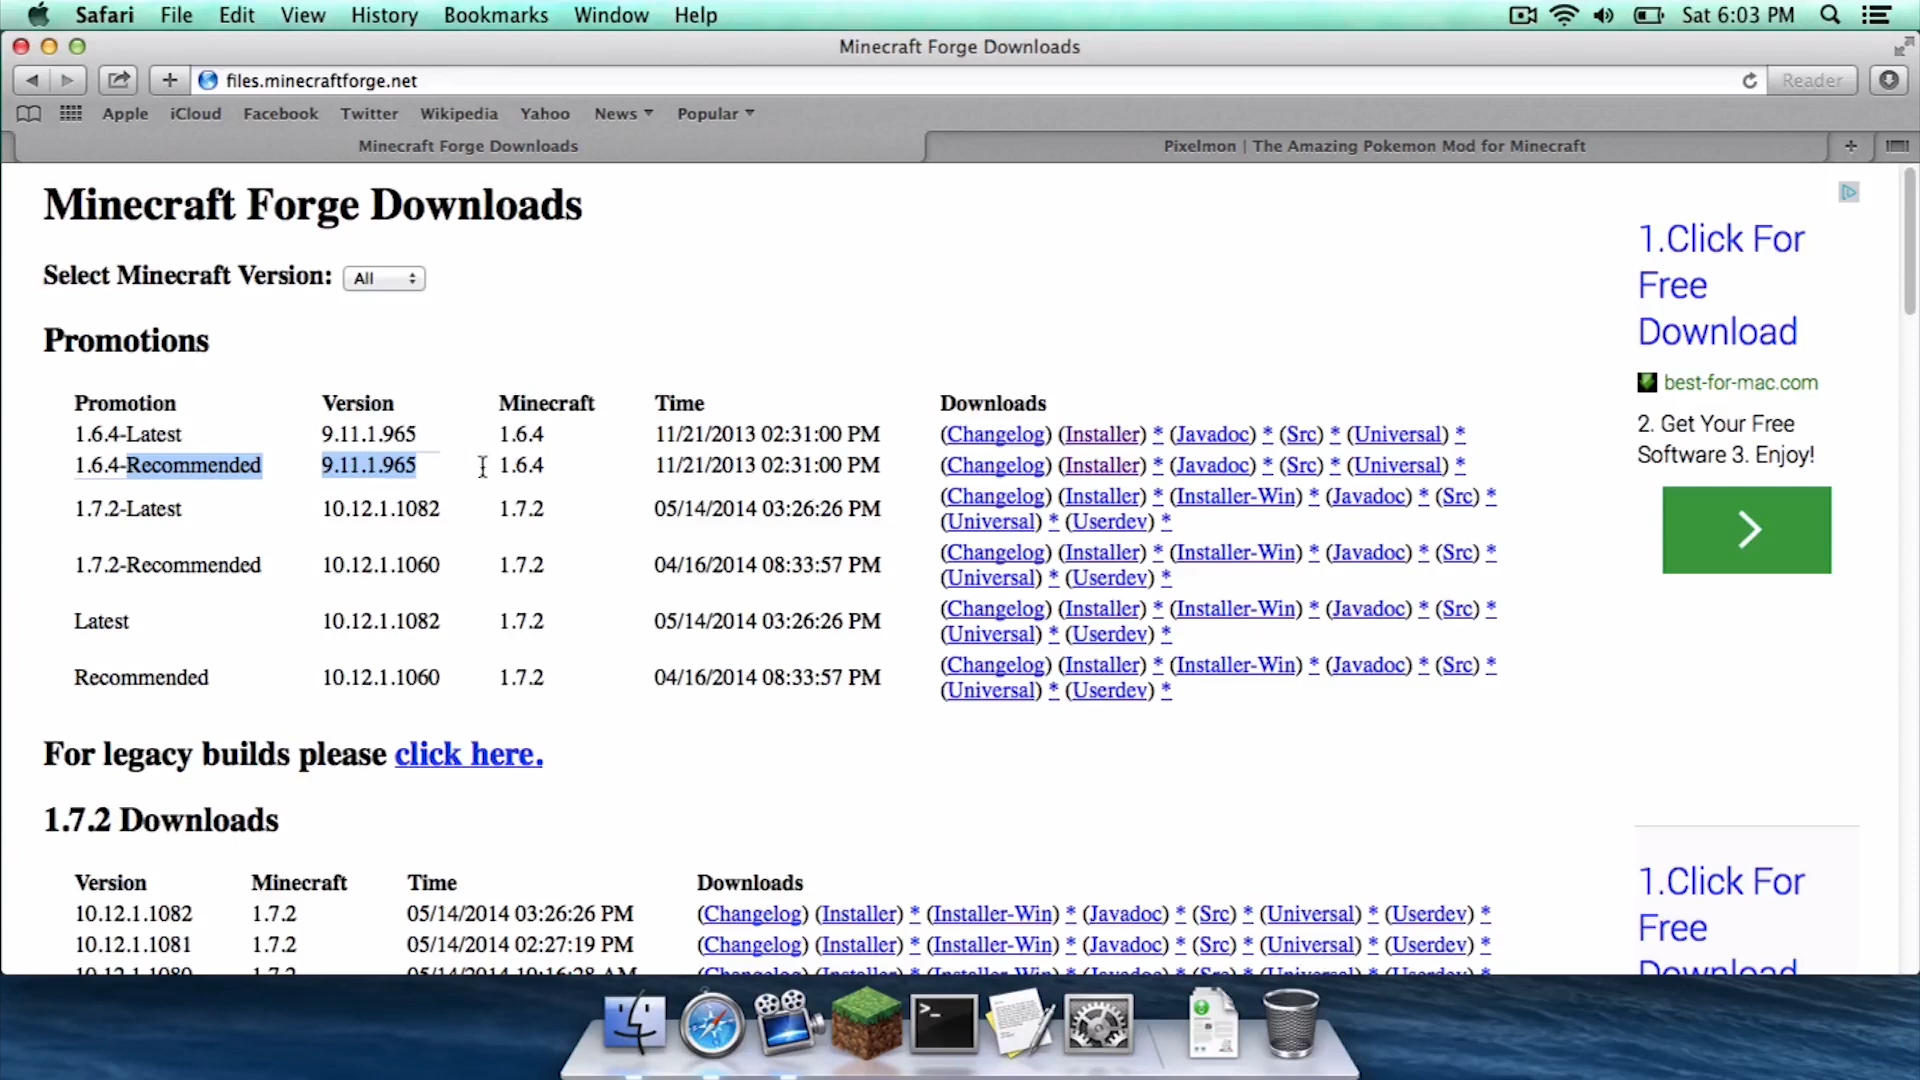 Safari File Edit View History Bookmarks Window Help Sat 6:03 PM
Minecraft Forge Downloads
files.minecraftforge.net Reader
Apple iCloud Facebook Twitter Wikipedia Yahoo News Popular
Minecraft Forge Downloads Pixelmon | The Amazing Pokemon Mod for Minecraft
Minecraft Forge Downloads
Select Minecraft Version: All
Promotions
Promotion Version Minecraft Time Downloads
1.6.4-Latest 9.11.1.965 1.6.4 11/21/2013 02:31:00 PM (Changelog) (Installer) * (Javadoc) * (Src) * (Universal) *
1.6.4-Recommended 9.11.1.965 1.6.4 11/21/2013 02:31:00 PM (Changelog) (Installer) * (Javadoc) * (Src) * (Universal) *
1.7.2-Latest 10.12.1.1082 1.7.2 05/14/2014 03:26:26 PM (Changelog) (Installer) * (Installer-Win) * (Javadoc) * (Src) *
(Universal) * (Userdev) *
1.7.2-Recommended 10.12.1.1060 1.7.2 04/16/2014 08:33:57 PM (Changelog) (Installer) * (Installer-Win) * (Javadoc) * (Src) *
(Universal) * (Userdev) *
Latest 10.12.1.1082 1.7.2 05/14/2014 03:26:26 PM (Changelog) (Installer) * (Installer-Win) * (Javadoc) * (Src) *
(Universal) * (Userdev) *
Recommended 10.12.1.1060 1.7.2 04/16/2014 08:33:57 PM (Changelog) (Installer) * (Installer-Win) * (Javadoc) * (Src) *
(Universal) * (Userdev) *
For legacy builds please click here.
1.7.2 Downloads
Version Minecraft Time Downloads
10.12.1.1082 1.7.2 05/14/2014 03:26:26 PM (Changelog) (Installer) * (Installer-Win) * (Javadoc) * (Src) * (Universal) * (Userdev) *
10.12.1.1081 1.7.2 05/14/2014 02:27:19 PM (Changelog) (Installer) * (Installer-Win) * (Javadoc) * (Src) * (Universal) * (Userdev) *
1.Click For
Free
Download
best-for-mac.com
2. Get Your Free
Software 3. Enjoy!
1.Click For
Free
Download